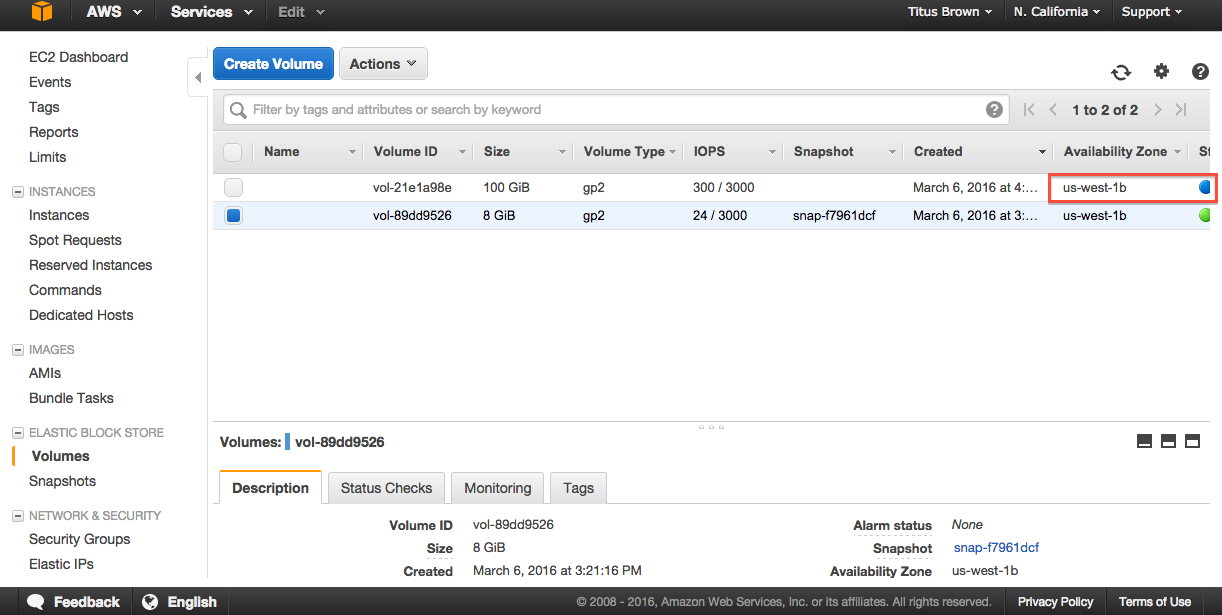 AWS Services Edit Titus Brown N. California Support
EC2 Dashboard
Events
Tags
Reports
Limits
INSTANCES
Instances
Spot Requests
Reserved Instances
Commands
Dedicated Hosts
IMAGES
AMIs
Bundle Tasks
ELASTIC BLOCK STORE
Volumes
Snapshots
NETWORK & SECURITY
Security Groups
Elastic IPs
Create Volume Actions
Filter by tags and attributes or search by keyword 1 to 2 of 2
Name Volume ID Size Volume Type IOPS Snapshot Created Availability Zone
vol-21e1a98e 100 GiB gp2 300 / 3000 March 6, 2016 at 4:... us-west-1b
vol-89dd9526 8 GiB gp2 24 / 3000 snap-f7961dcf March 6, 2016 at 3:... us-west-1b
Volumes: vol-89dd9526
Description Status Checks Monitoring Tags
Volume ID vol-89dd9526 Alarm status None
Size 8 GiB Snapshot snap-f7961dcf
Created March 6, 2016 at 3:21:16 PM Availability Zone us-west-1b
Feedback English © 2008 - 2016, Amazon Web Services, Inc. or its affiliates. All rights reserved. Privacy Policy Terms of Use